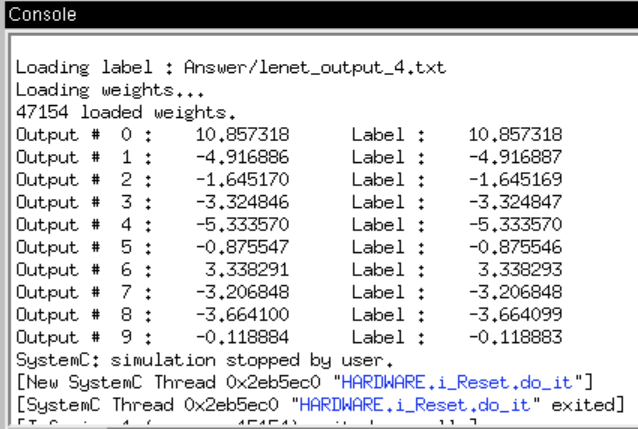 Console
Loading label : Answer/lenet_output_4.txt
Loading weights...
47154 loaded weights.
Output #  0 :     10.857318     Label :     10.857318
Output #  1 :     -4.916886     Label :     -4.916887
Output #  2 :     -1.645170     Label :     -1.645169
Output #  3 :     -3.324846     Label :     -3.324847
Output #  4 :     -5.333570     Label :     -5.333570
Output #  5 :     -0.875547     Label :     -0.875546
Output #  6 :      3.338291     Label :      3.338293
Output #  7 :     -3.206848     Label :     -3.206848
Output #  8 :     -3.664100     Label :     -3.664099
Output #  9 :     -0.118884     Label :     -0.118883
SystemC: simulation stopped by user.
[New SystemC Thread 0x2eb5ec0 "HARDWARE.i_Reset.do_it"]
[SystemC Thread 0x2eb5ec0 "HARDWARE.i_Reset.do_it" exited]